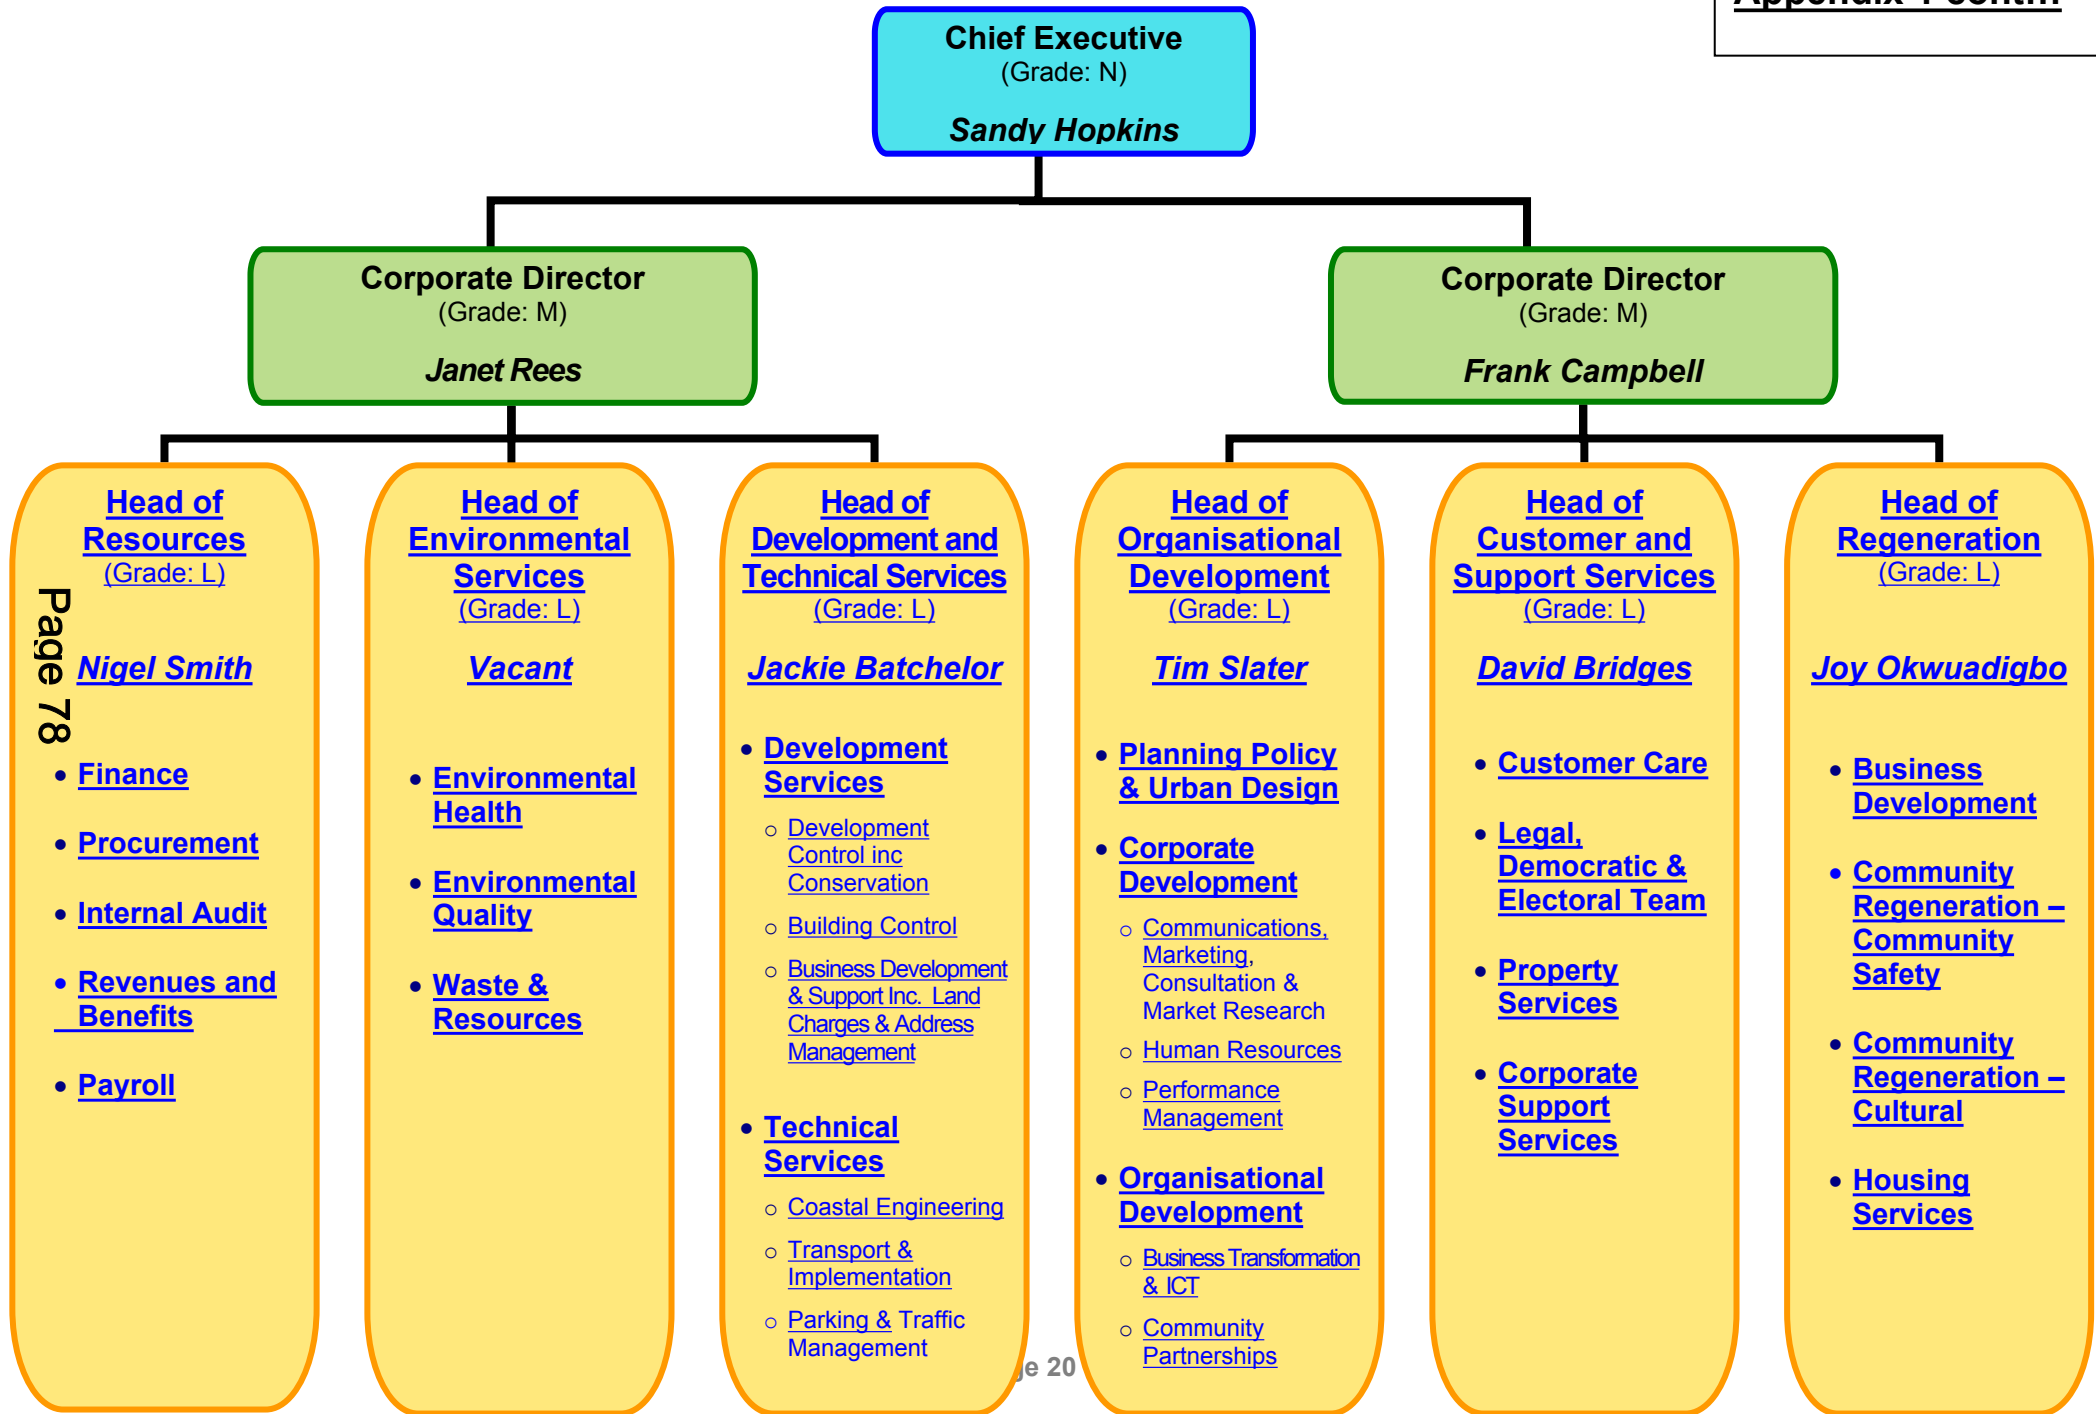 Appendix 1 cont...
Chief Executive
(Grade: N)
Sandy Hopkins
Corporate Director
(Grade: M)
Janet Rees
Corporate Director
(Grade: M)
Frank Campbell
Head of
Resources
(Grade: L)
Nigel Smith
• Finance
• Procurement
• Internal Audit
• Revenues and
Benefits
• Payroll
Page 78
Head of
Environmental
Services
(Grade: L)
Vacant
• Environmental
Health
• Environmental
Quality
• Waste &
Resources
Head of
Development and
Technical Services
(Grade: L)
Jackie Batchelor
• Development
Services
○ Development
Control inc
Conservation
○ Building Control
○ Business Development
& Support Inc. Land
Charges & Address
Management
• Technical
Services
○ Coastal Engineering
○ Transport &
Implementation
○ Parking & Traffic
Management
Head of
Organisational
Development
(Grade: L)
Tim Slater
• Planning Policy
& Urban Design
• Corporate
Development
○ Communications,
Marketing,
Consultation &
Market Research
○ Human Resources
○ Performance
Management
• Organisational
Development
○ Business Transformation
& ICT
○ Community
Partnerships
Head of
Customer and
Support Services
(Grade: L)
David Bridges
• Customer Care
• Legal,
Democratic &
Electoral Team
• Property
Services
• Corporate
Support
Services
Head of
Regeneration
(Grade: L)
Joy Okwuadigbo
• Business
Development
• Community
Regeneration –
Community
Safety
• Community
Regeneration –
Cultural
• Housing
Services
ge 20